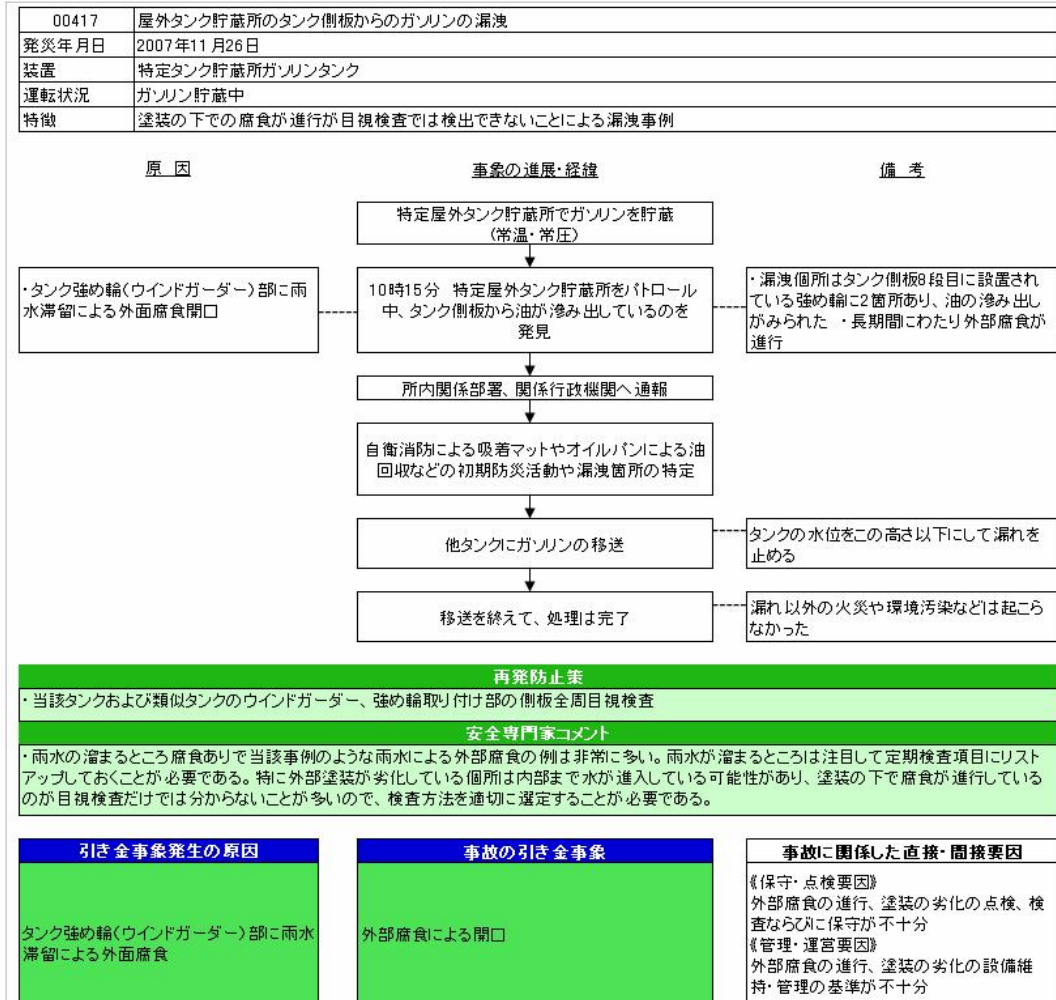 00417 屋外タンク貯蔵所のタンク側板からのガソリンの漏洩
発災年月日 2007年11月26日
装置 特定タンク貯蔵所ガソリンタンク
運転状況 ガソリン貯蔵中
特徴 塗装の下での腐食が進行が目視検査では検出できないことによる漏洩事例
原 因 事象の進展・経緯 備 考
特定屋外タンク貯蔵所でガソリンを貯蔵
(常温・常圧)
・タンク強め輪(ウインドガーダー)部に雨
水滞留による外面腐食開口
10時15分 特定屋外タンク貯蔵所をパトロール
中、タンク側板から油が滲み出しているのを
発見
・漏洩個所はタンク側板8段目に設置され
ている強め輪に2箇所あり、油の滲み出し
がみられた ・長期間にわたり外部腐食が
進行
所内関係部署、関係行政機関へ通報
自衛消防による吸着マットやオイルパンによる油
回収などの初期防災活動や漏洩箇所の特定
他タンクにガソリンの移送
タンクの水位をこの高さ以下にして漏れを
止める
移送を終えて、処理は完了
漏れ以外の火災や環境汚染などは起こら
なかった
再発防止策
・当該タンクおよび類似タンクのウインドガーダー、強め輪取り付け部の側板全周目視検査
安全専門家コメント
・雨水の溜まるところ腐食ありで当該事例のような雨水による外部腐食の例は非常に多い。雨水が溜まるところは注目して定期検査項目にリスト
アップしておくことが必要である。特に外部塗装が劣化している個所は内部まで水が進入している可能性があり、塗装の下で腐食が進行している
のが目視検査だけでは分からないことが多いので、検査方法を適切に選定することが必要である。
引き金事象発生の原因
タンク強め輪(ウインドガーダー)部に雨水
滞留による外面腐食
事故の引き金事象
外部腐食による開口
事故に関係した直接・間接要因
《保守・点検要因》
外部腐食の進行、塗装の劣化の点検、検
査ならびに保守が不十分
《管理・運営要因》
外部腐食の進行、塗装の劣化の設備維
持・管理の基準が不十分